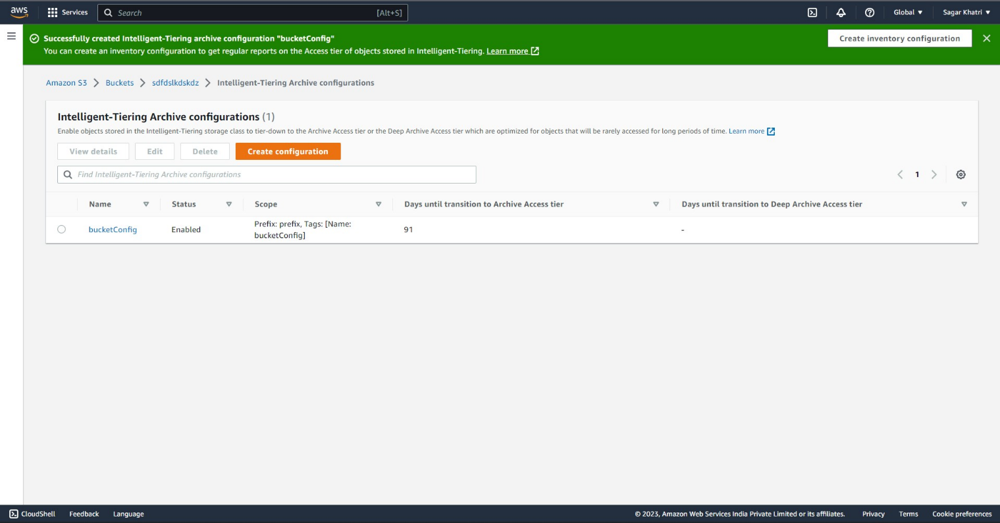 aws Services Search [Alt+S] Global Sagar Khatri
Successfully created Intelligent-Tiering archive configuration "bucketConfig"
You can create an inventory configuration to get regular reports on the Access tier of objects stored in Intelligent-Tiering. Learn more
Create inventory configuration
Amazon S3 Buckets sdfdslkdskdz Intelligent-Tiering Archive configurations
Intelligent-Tiering Archive configurations (1)
Enable objects stored in the Intelligent-Tiering storage class to tier-down to the Archive Access tier or the Deep Archive Access tier which are optimized for objects that will be rarely accessed for long periods of time. Learn more
View details Edit Delete Create configuration
Find Intelligent-Tiering Archive configurations 1
Name Status Scope Days until transition to Archive Access tier Days until transition to Deep Archive Access tier
bucketConfig Enabled Prefix: prefix, Tags: [Name: 91 -
bucketConfig]
CloudShell Feedback Language © 2023, Amazon Web Services India Private Limited or its affiliates. Privacy Terms Cookie preferences